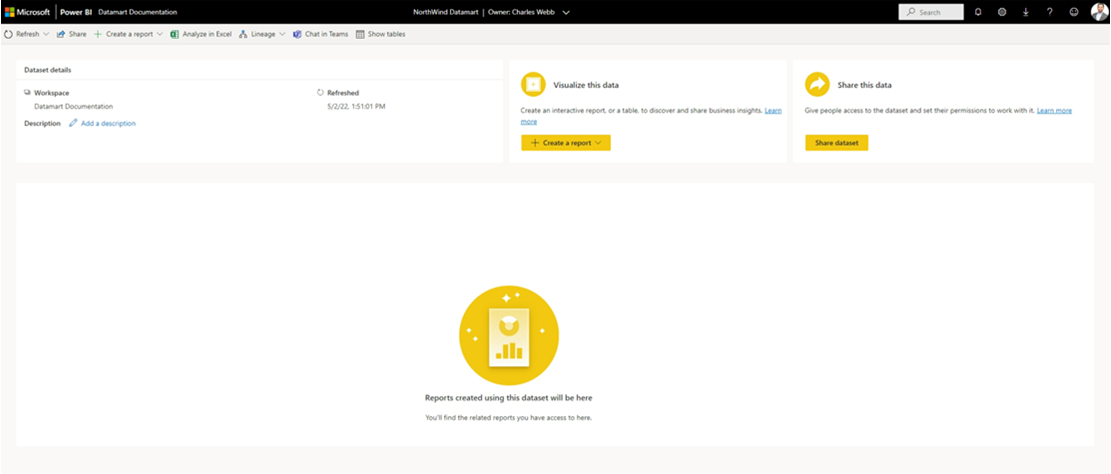 Microsoft Power BI Datamart Documentation NorthWind Datamart | Owner: Charles Webb Search
Refresh Share Create a report Analyze in Excel Lineage Chat in Teams Show tables
Dataset details
Workspace
Datamart Documentation
Refreshed
5/2/22, 1:51:01 PM
Description Add a description
Visualize this data
Create an interactive report, or a table, to discover and share business insights. Learn
more
Create a report
Share this data
Give people access to the dataset and set their permissions to work with it. Learn more
Share dataset
Reports created using this dataset will be here
You'll find the related reports you have access to here.